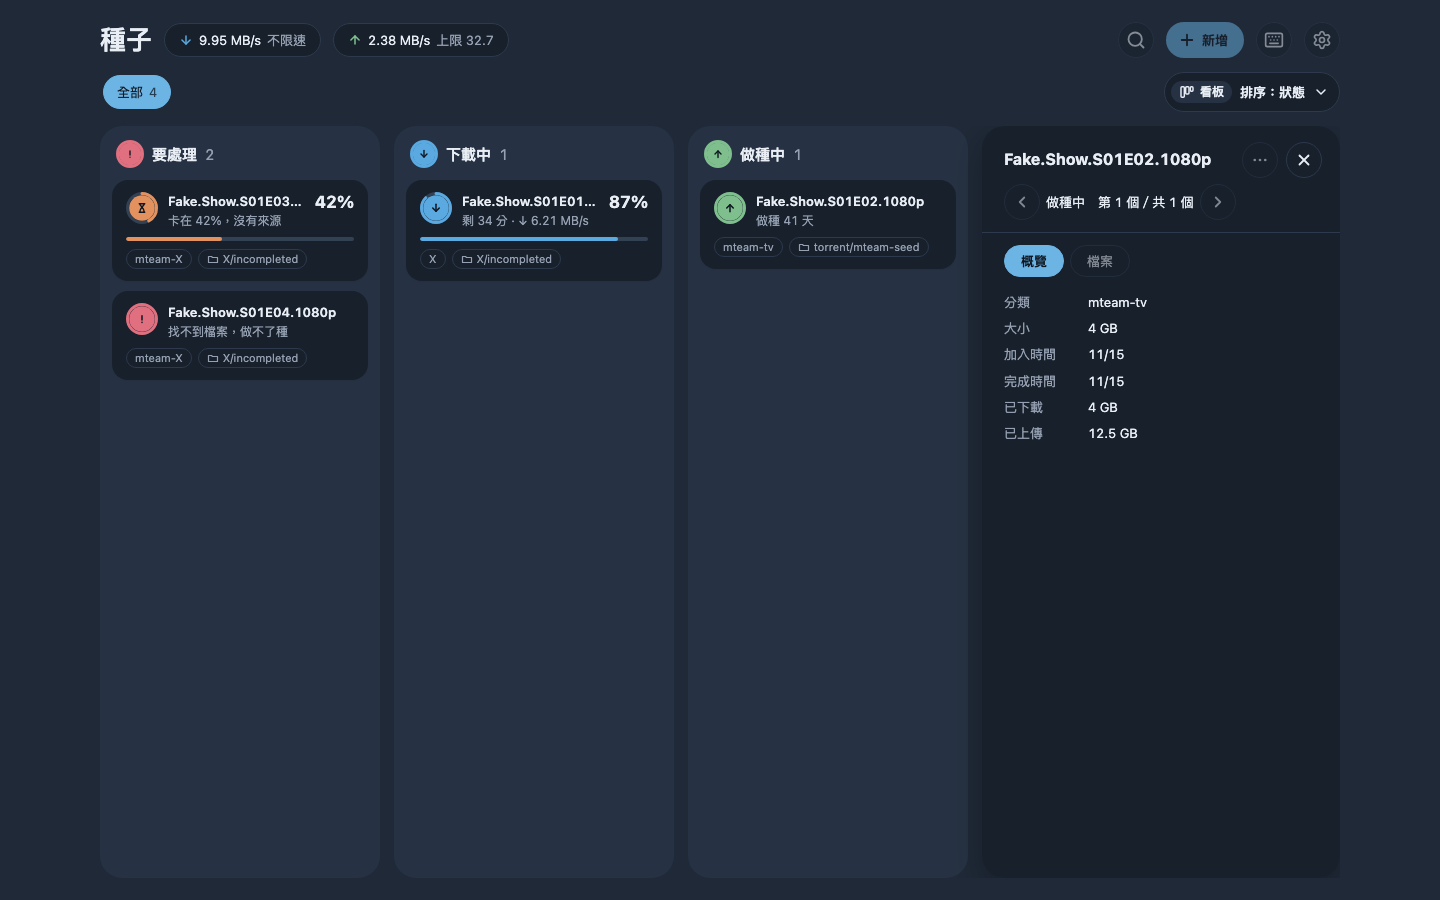 種子
9.95 MB/s 不限速
2.38 MB/s 上限 32.7
新增
全部 4
看板 排序：狀態
要處理 2
Fake.Show.S01E03... 42%
卡在 42%，沒有來源
mteam-X X/incompleted
Fake.Show.S01E04.1080p
找不到檔案，做不了種
mteam-X X/incompleted
下載中 1
Fake.Show.S01E01... 87%
剩 34 分 · ↓ 6.21 MB/s
X X/incompleted
做種中 1
Fake.Show.S01E02.1080p
做種 41 天
mteam-tv torrent/mteam-seed
Fake.Show.S01E02.1080p
做種中 第 1 個 / 共 1 個
概覽 檔案
分類 mteam-tv
大小 4 GB
加入時間 11/15
完成時間 11/15
已下載 4 GB
已上傳 12.5 GB